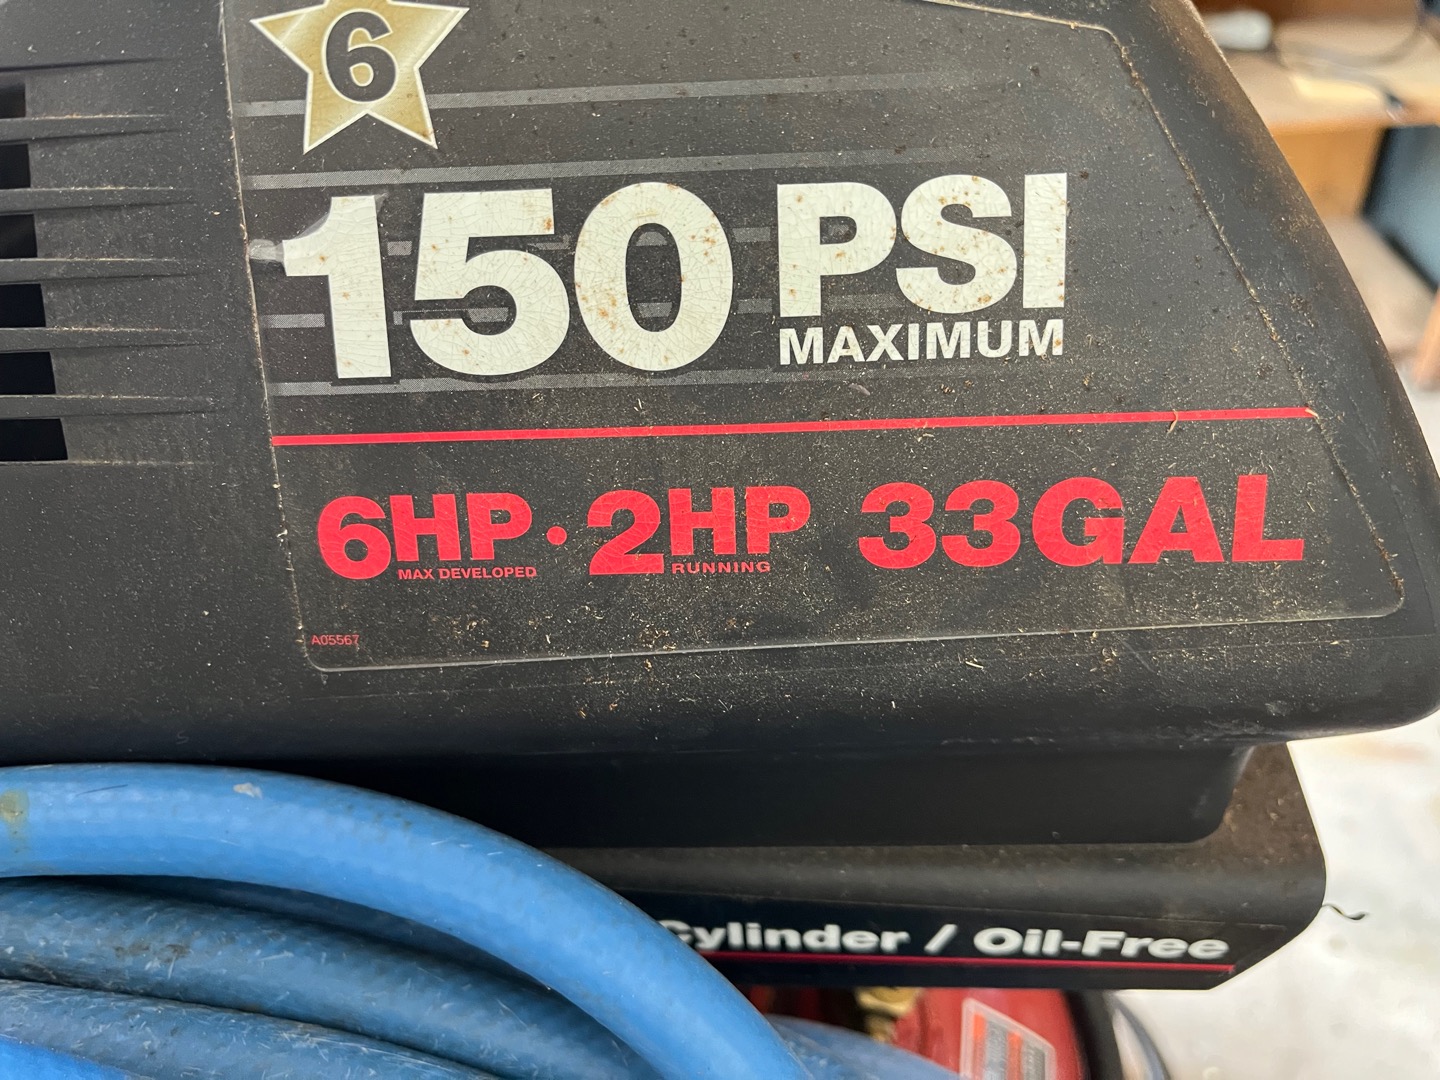 6
150 PSI
MAXIMUM
6HP • 2HP 33GAL
MAX DEVELOPED RUNNING
A05567
Cylinder / Oil-Free